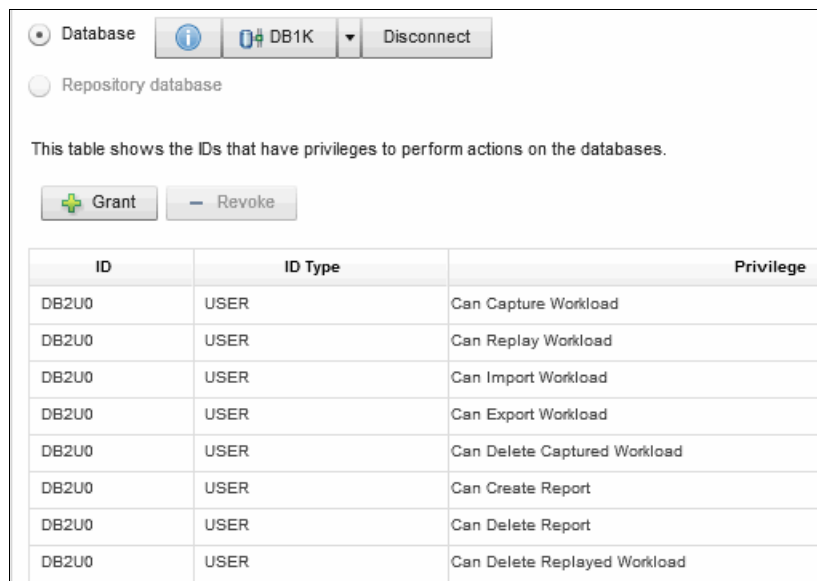 Database DB1K Disconnect
Repository database
This table shows the IDs that have privileges to perform actions on the databases.
Grant Revoke
ID ID Type Privilege
DB2U0 USER Can Capture Workload
DB2U0 USER Can Replay Workload
DB2U0 USER Can Import Workload
DB2U0 USER Can Export Workload
DB2U0 USER Can Delete Captured Workload
DB2U0 USER Can Create Report
DB2U0 USER Can Delete Report
DB2U0 USER Can Delete Replayed Workload